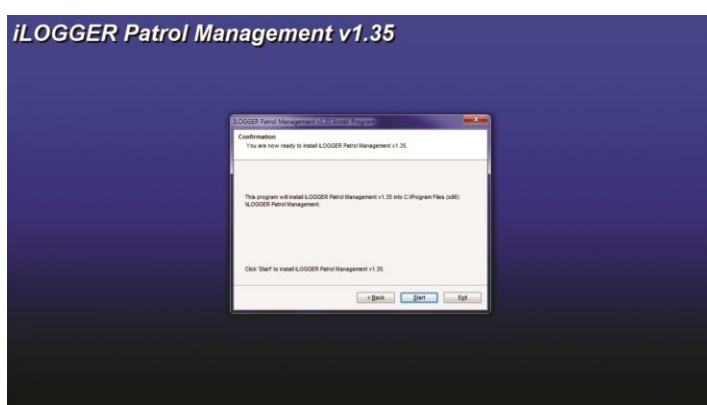 iLOGGER Patrol Management v1.35
iLOGGER Patrol Management v1.35 Install Program
Confirmation
You are now ready to install iLOGGER Patrol Management v1.35.
This program will install iLOGGER Patrol Management v1.35 into C:\Program Files (x86)
\iLOGGER Patrol Management.
Click 'Start' to install iLOGGER Patrol Management v1.35.
< Back Start Exit